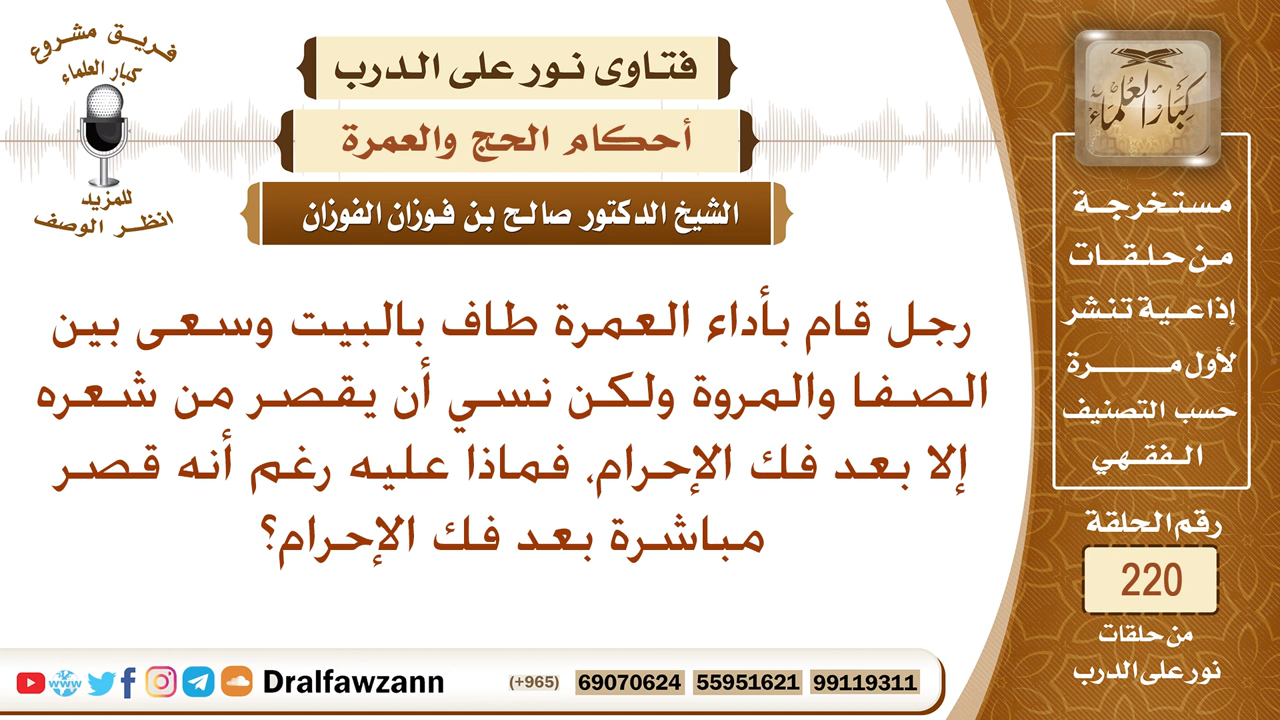 فريق مشروع
كبار العلماء
للمزيد
انظر الوصف
فتاوى نور على الدرب
أحكام الحج والعمرة
الشيخ الدكتور صالح بن فوزان الفوزان
رجل قام بأداء العمرة طاف بالبيت وسعى بين
الصفا والمروة ولكن نسي أن يقصر من شعره
إلا بعد فك الإحرام، فماذا عليه رغم أنه قصر
مباشرة بعد فك الإحرام؟
كبار العلماء
مستخرجة
من حلقات
إذاعية تنشر
لأول مرة
حسب التصنيف
الفقهي
رقم الحلقة
220
من حلقات
نور على الدرب
www Dralfawzann (+965) 69070624 55951621 99119311